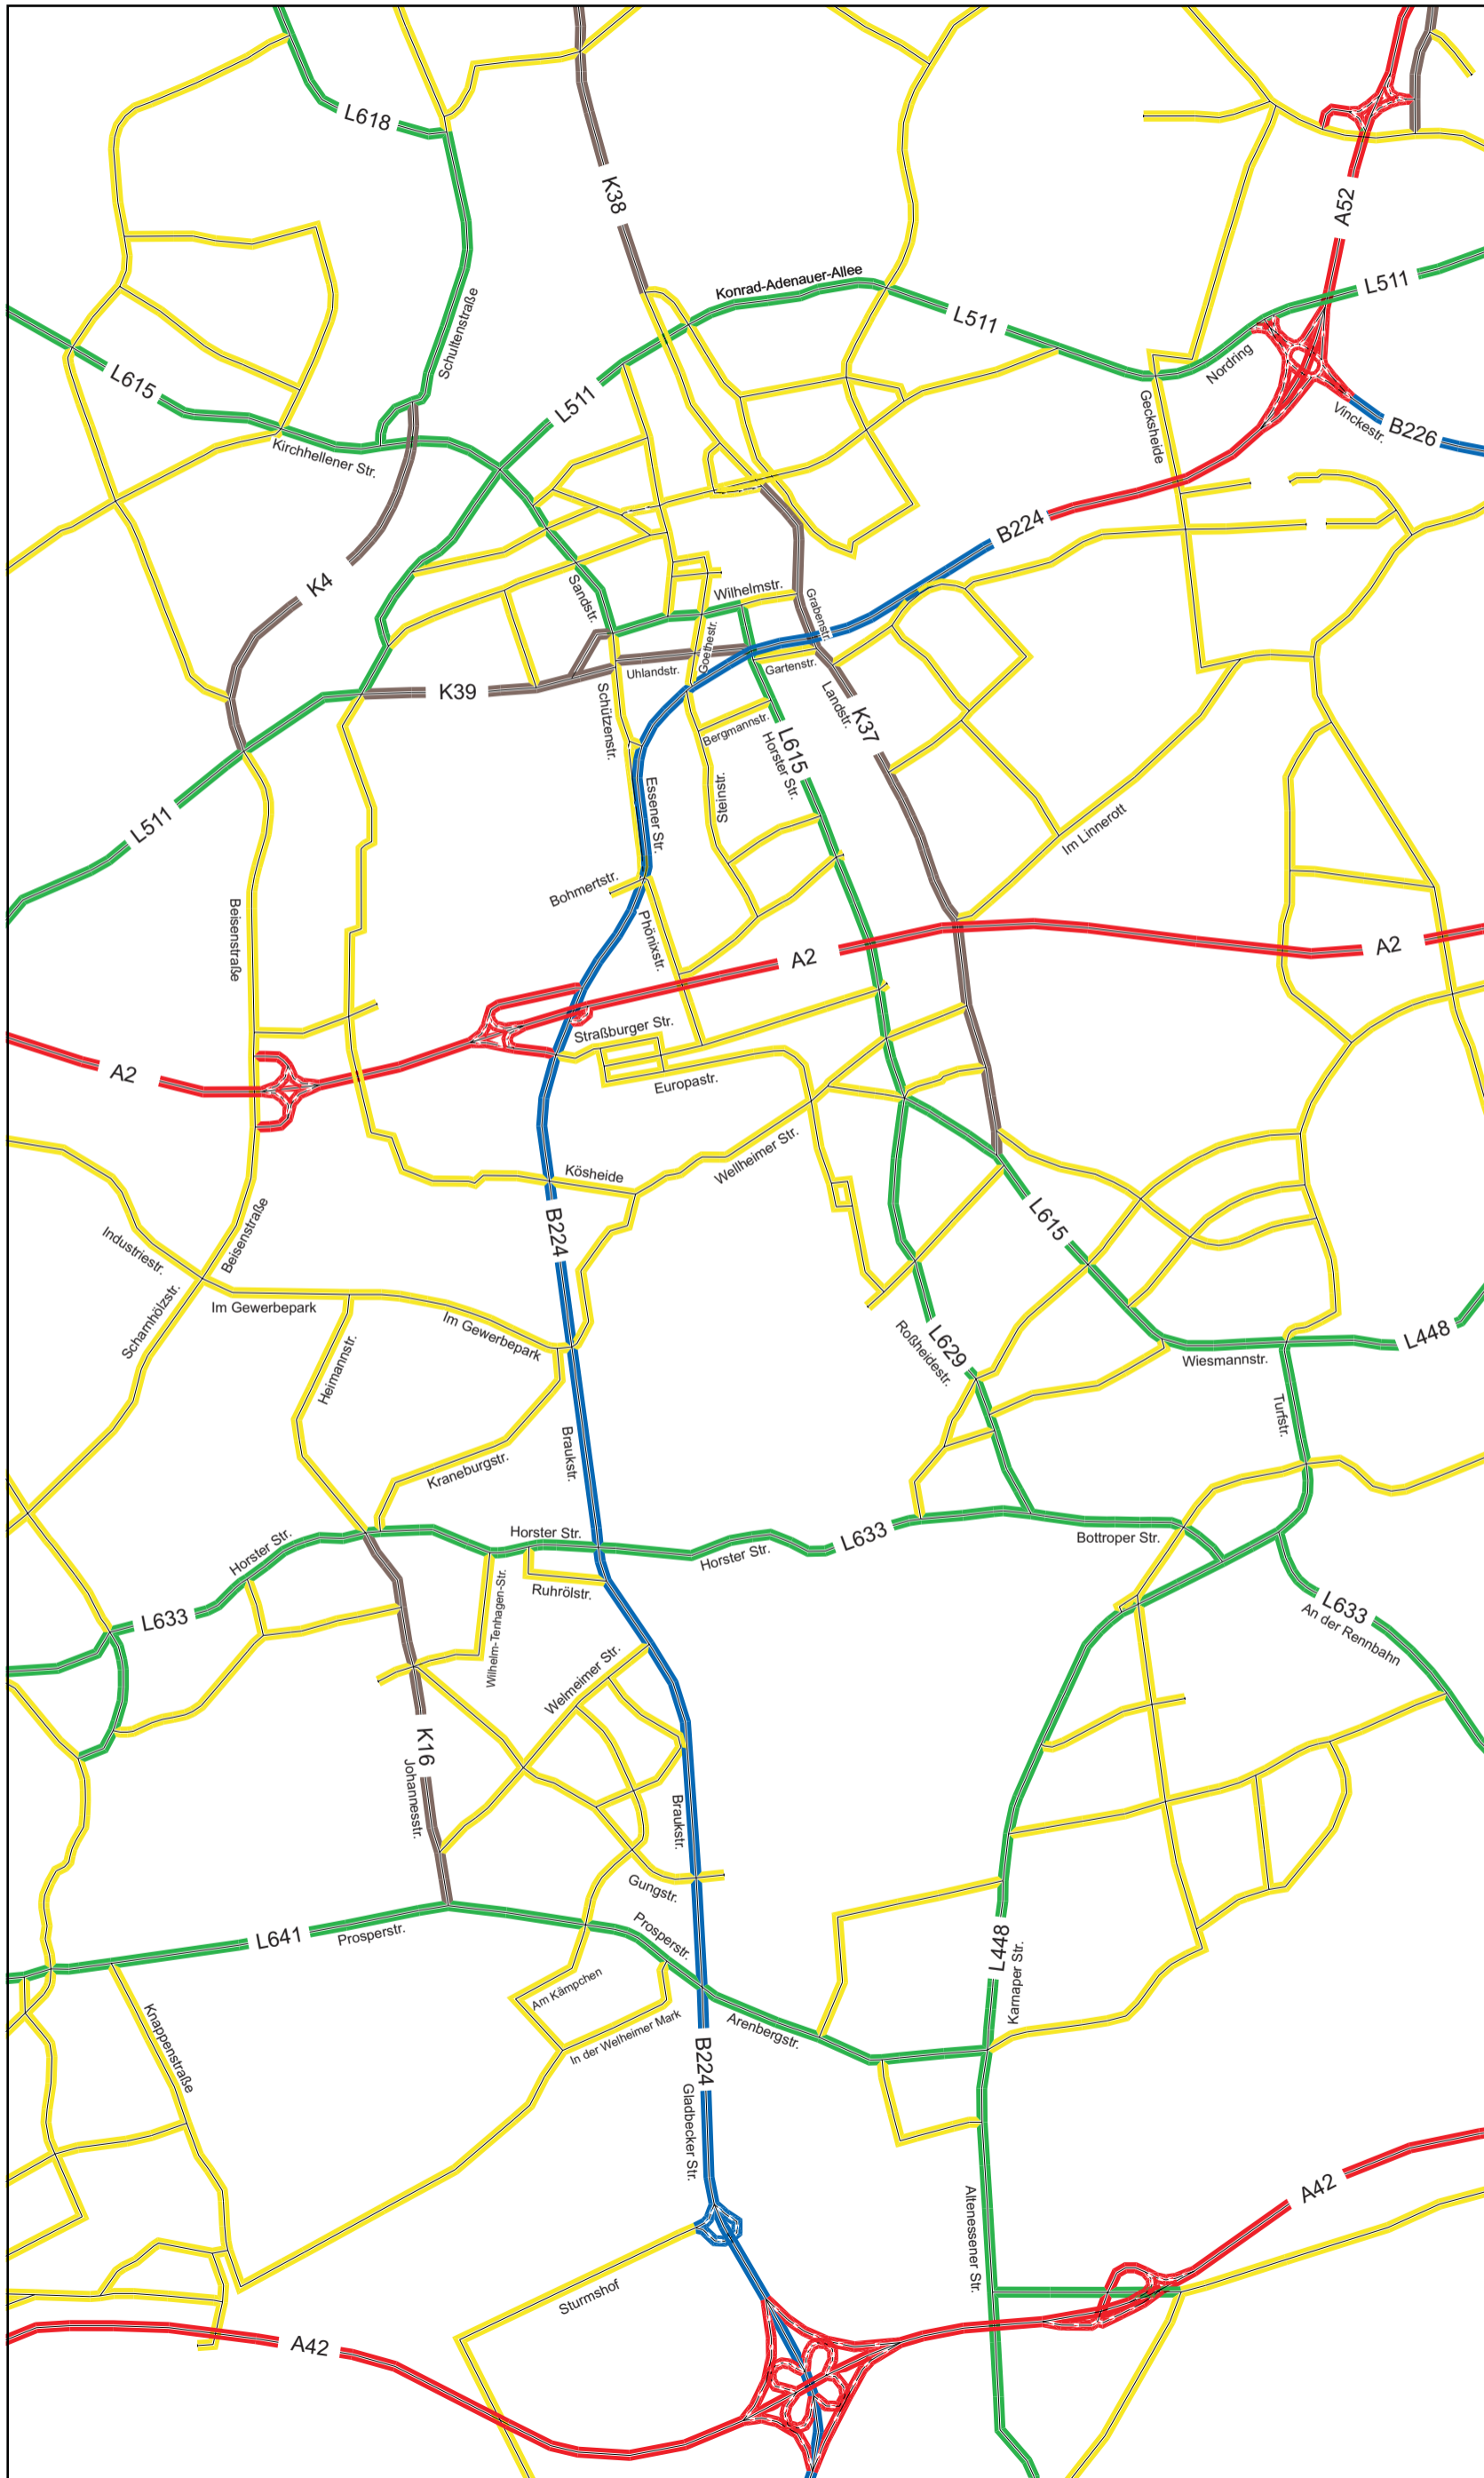 L618
K38
A52
Konrad-Adenauer-Allee
L511
L511
Schultenstraße
L615
L511
Nordring
Gecksheide
Vinckestr.
B226
Kirchhellener Str.
B224
K4
Sandstr.
Wilhelmstr.
Grabenstr.
Goethestr.
Uhlandstr.
Gartenstr.
K39
Schützenstr.
Landstr.
K37
Bergmannstr.
L615
Horster Str.
Essener Str.
Steinstr.
L511
Im Linnerott
Bohmertstr.
Beisenstraße
Phönixstr.
A2
A2
Straßburger Str.
A2
Europastr.
Wellheimer Str.
Kösheide
Industriestr.
Beisenstraße
B224
L615
Scharnhölzstr.
Im Gewerbepark
Im Gewerbepark
Heimannstr.
Roßheidestr.
L629
L448
Wiesmannstr.
Turfstr.
Braukstr.
Kraneburgstr.
Horster Str.
Horster Str.
Horster Str.
L633
Bottroper Str.
Ruhrölstr.
Wilhelm-Tenhagen-Str.
L633
L633
An der Rennbahn
Welmeimer Str.
K16
Johannesstr.
Braukstr.
Gungstr.
L641
Prosperstr.
Prosperstr.
L448
Karnaper Str.
Am Kämpchen
In der Welheimer Mark
Arenbergstr.
Knappenstraße
B224
Gladbecker Str.
A42
Altenessener Str.
Sturmshof
A42